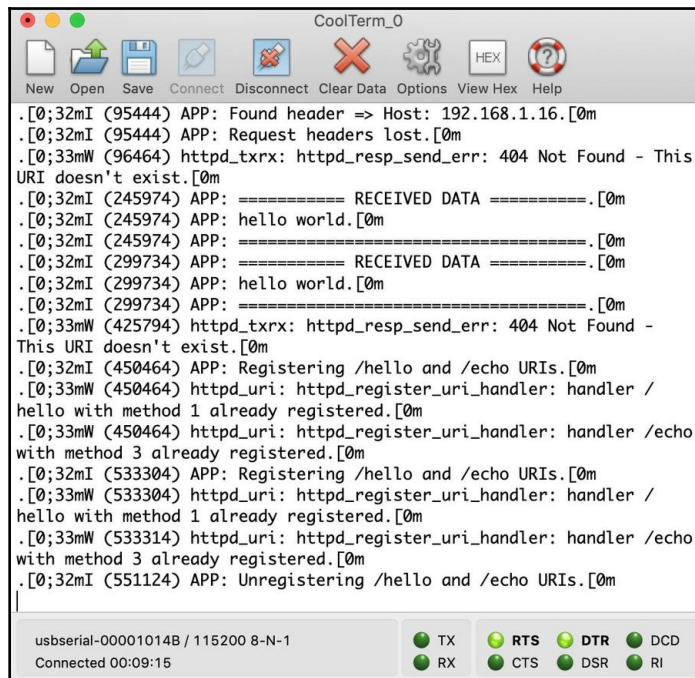 CoolTerm_0
New Open Save Connect Disconnect Clear Data Options View Hex Help
HEX
.[0;32mI (95444) APP: Found header => Host: 192.168.1.16.[0m
.[0;32mI (95444) APP: Request headers lost.[0m
.[0;33mW (96464) httpd_txrx: httpd_resp_send_err: 404 Not Found - This
URI doesn't exist.[0m
.[0;32mI (245974) APP: =========== RECEIVED DATA ==========.[0m
.[0;32mI (245974) APP: hello world.[0m
.[0;32mI (245974) APP: ====================================.[0m
.[0;32mI (299734) APP: =========== RECEIVED DATA ==========.[0m
.[0;32mI (299734) APP: hello world.[0m
.[0;32mI (299734) APP: ====================================.[0m
.[0;33mW (425794) httpd_txrx: httpd_resp_send_err: 404 Not Found -
This URI doesn't exist.[0m
.[0;32mI (450464) APP: Registering /hello and /echo URIs.[0m
.[0;33mW (450464) httpd_uri: httpd_register_uri_handler: handler /
hello with method 1 already registered.[0m
.[0;33mW (450464) httpd_uri: httpd_register_uri_handler: handler /echo
with method 3 already registered.[0m
.[0;32mI (533304) APP: Registering /hello and /echo URIs.[0m
.[0;33mW (533304) httpd_uri: httpd_register_uri_handler: handler /
hello with method 1 already registered.[0m
.[0;33mW (533314) httpd_uri: httpd_register_uri_handler: handler /echo
with method 3 already registered.[0m
.[0;32mI (551124) APP: Unregistering /hello and /echo URIs.[0m
usbserial-00001014B / 115200 8-N-1
Connected 00:09:15
TX RTS DTR DCD
RX CTS DSR RI